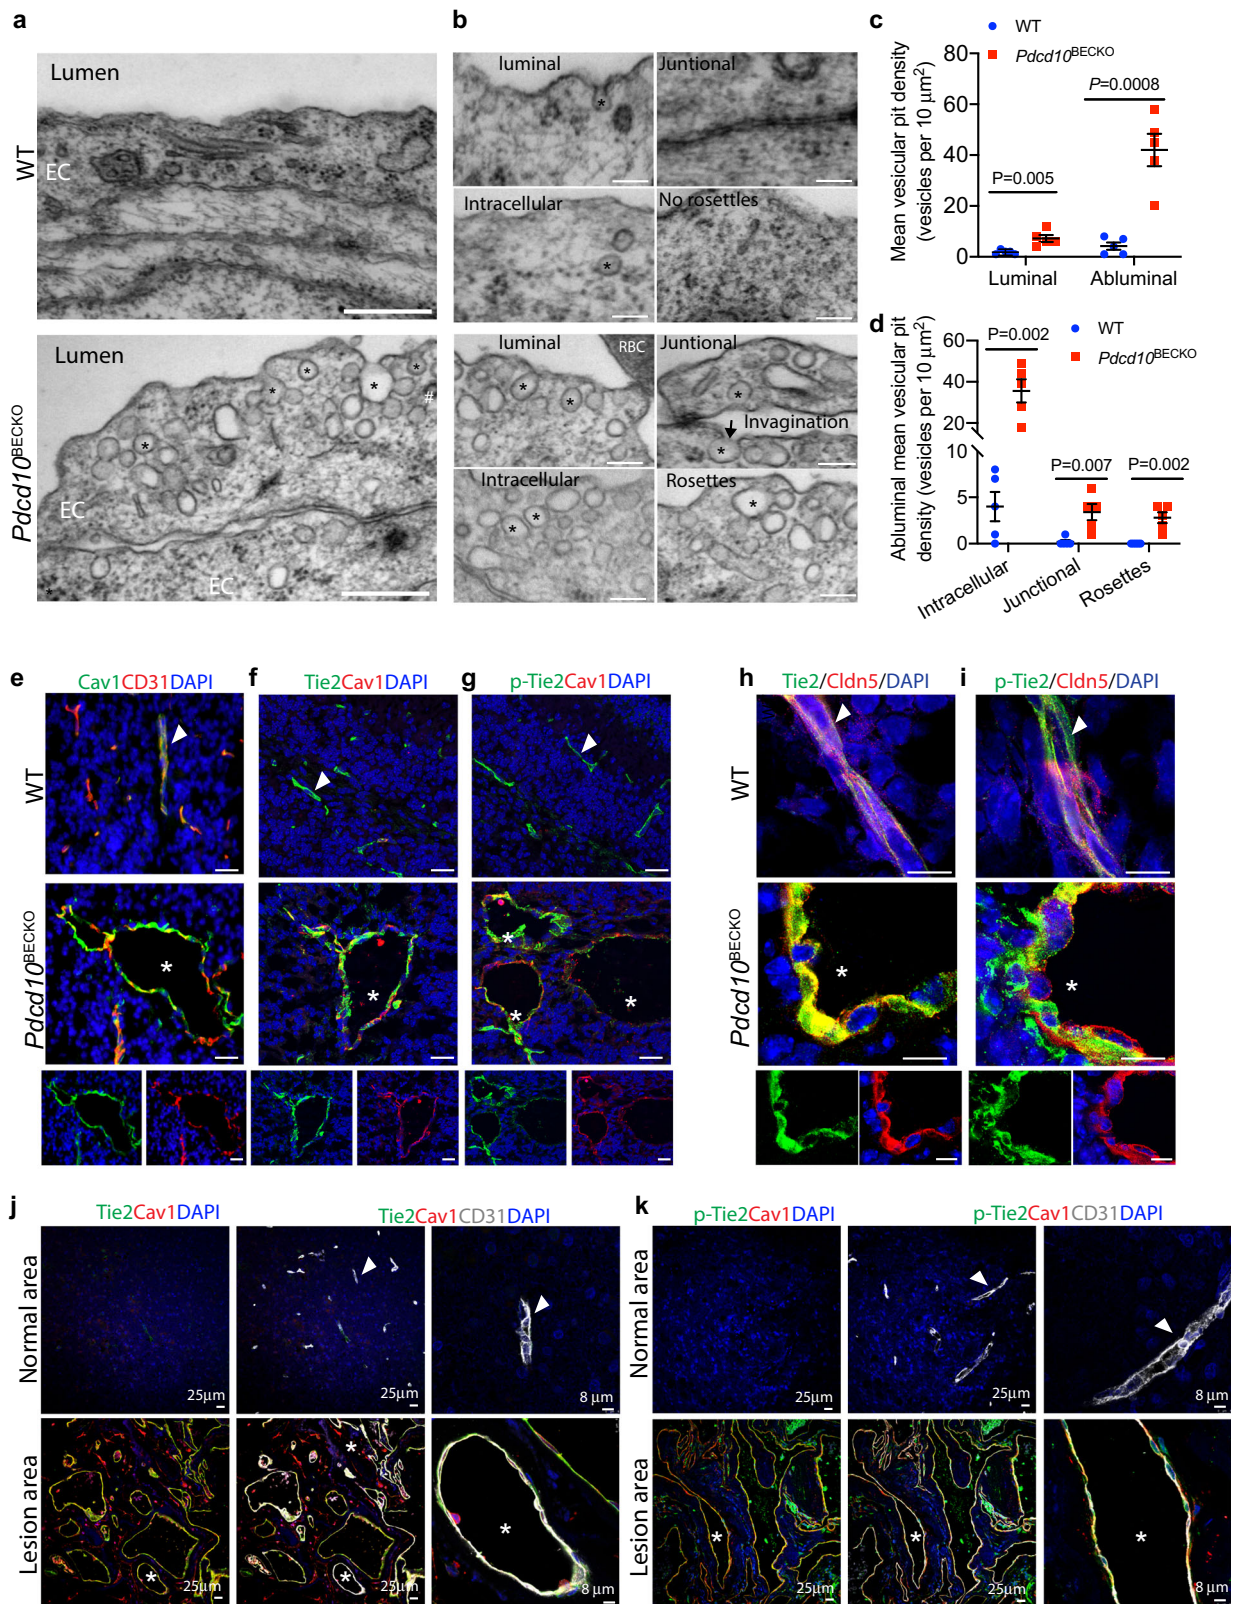 a
Lumen
WT
EC
Lumen
#
Pdcd10BECKO
EC
EC
*
* * * * *
b
luminal
Juntional
*
Intracellular
No rosettles
*
luminal
RBC
Juntional
* *
*
Invagination
*
Intracellular
Rosettes
* *
*
c
WT
Pdcd10BECKO
Mean vesicular pit density
(vesicles per 10 µm2)
80
60
40
20
0
P=0.0008
P=0.005
Luminal
Abluminal
d
WT
Pdcd10BECKO
Abluminal mean vesicular pit
density (vesicles per 10 µm2)
60
40
20
10
5
0
P=0.002
P=0.007
P=0.002
Intracellular
Junctional
Rosettes
e
Cav1CD31DAPI
f
Tie2Cav1DAPI
g
p-Tie2Cav1DAPI
h
Tie2/Cldn5/DAPI
i
p-Tie2/Cldn5/DAPI
WT
WT
Pdcd10BECKO
*
*
* * *
Pdcd10BECKO
*
*
j
Tie2Cav1DAPI
Tie2Cav1CD31DAPI
Normal area
25µm
25µm
8 µm
Lesion area
*
25µm
* *
25µm
*
8 µm
k
p-Tie2Cav1DAPI
p-Tie2Cav1CD31DAPI
Normal area
25µm
25µm
8 µm
Lesion area
*
25µm
*
25µm
*
8 µm